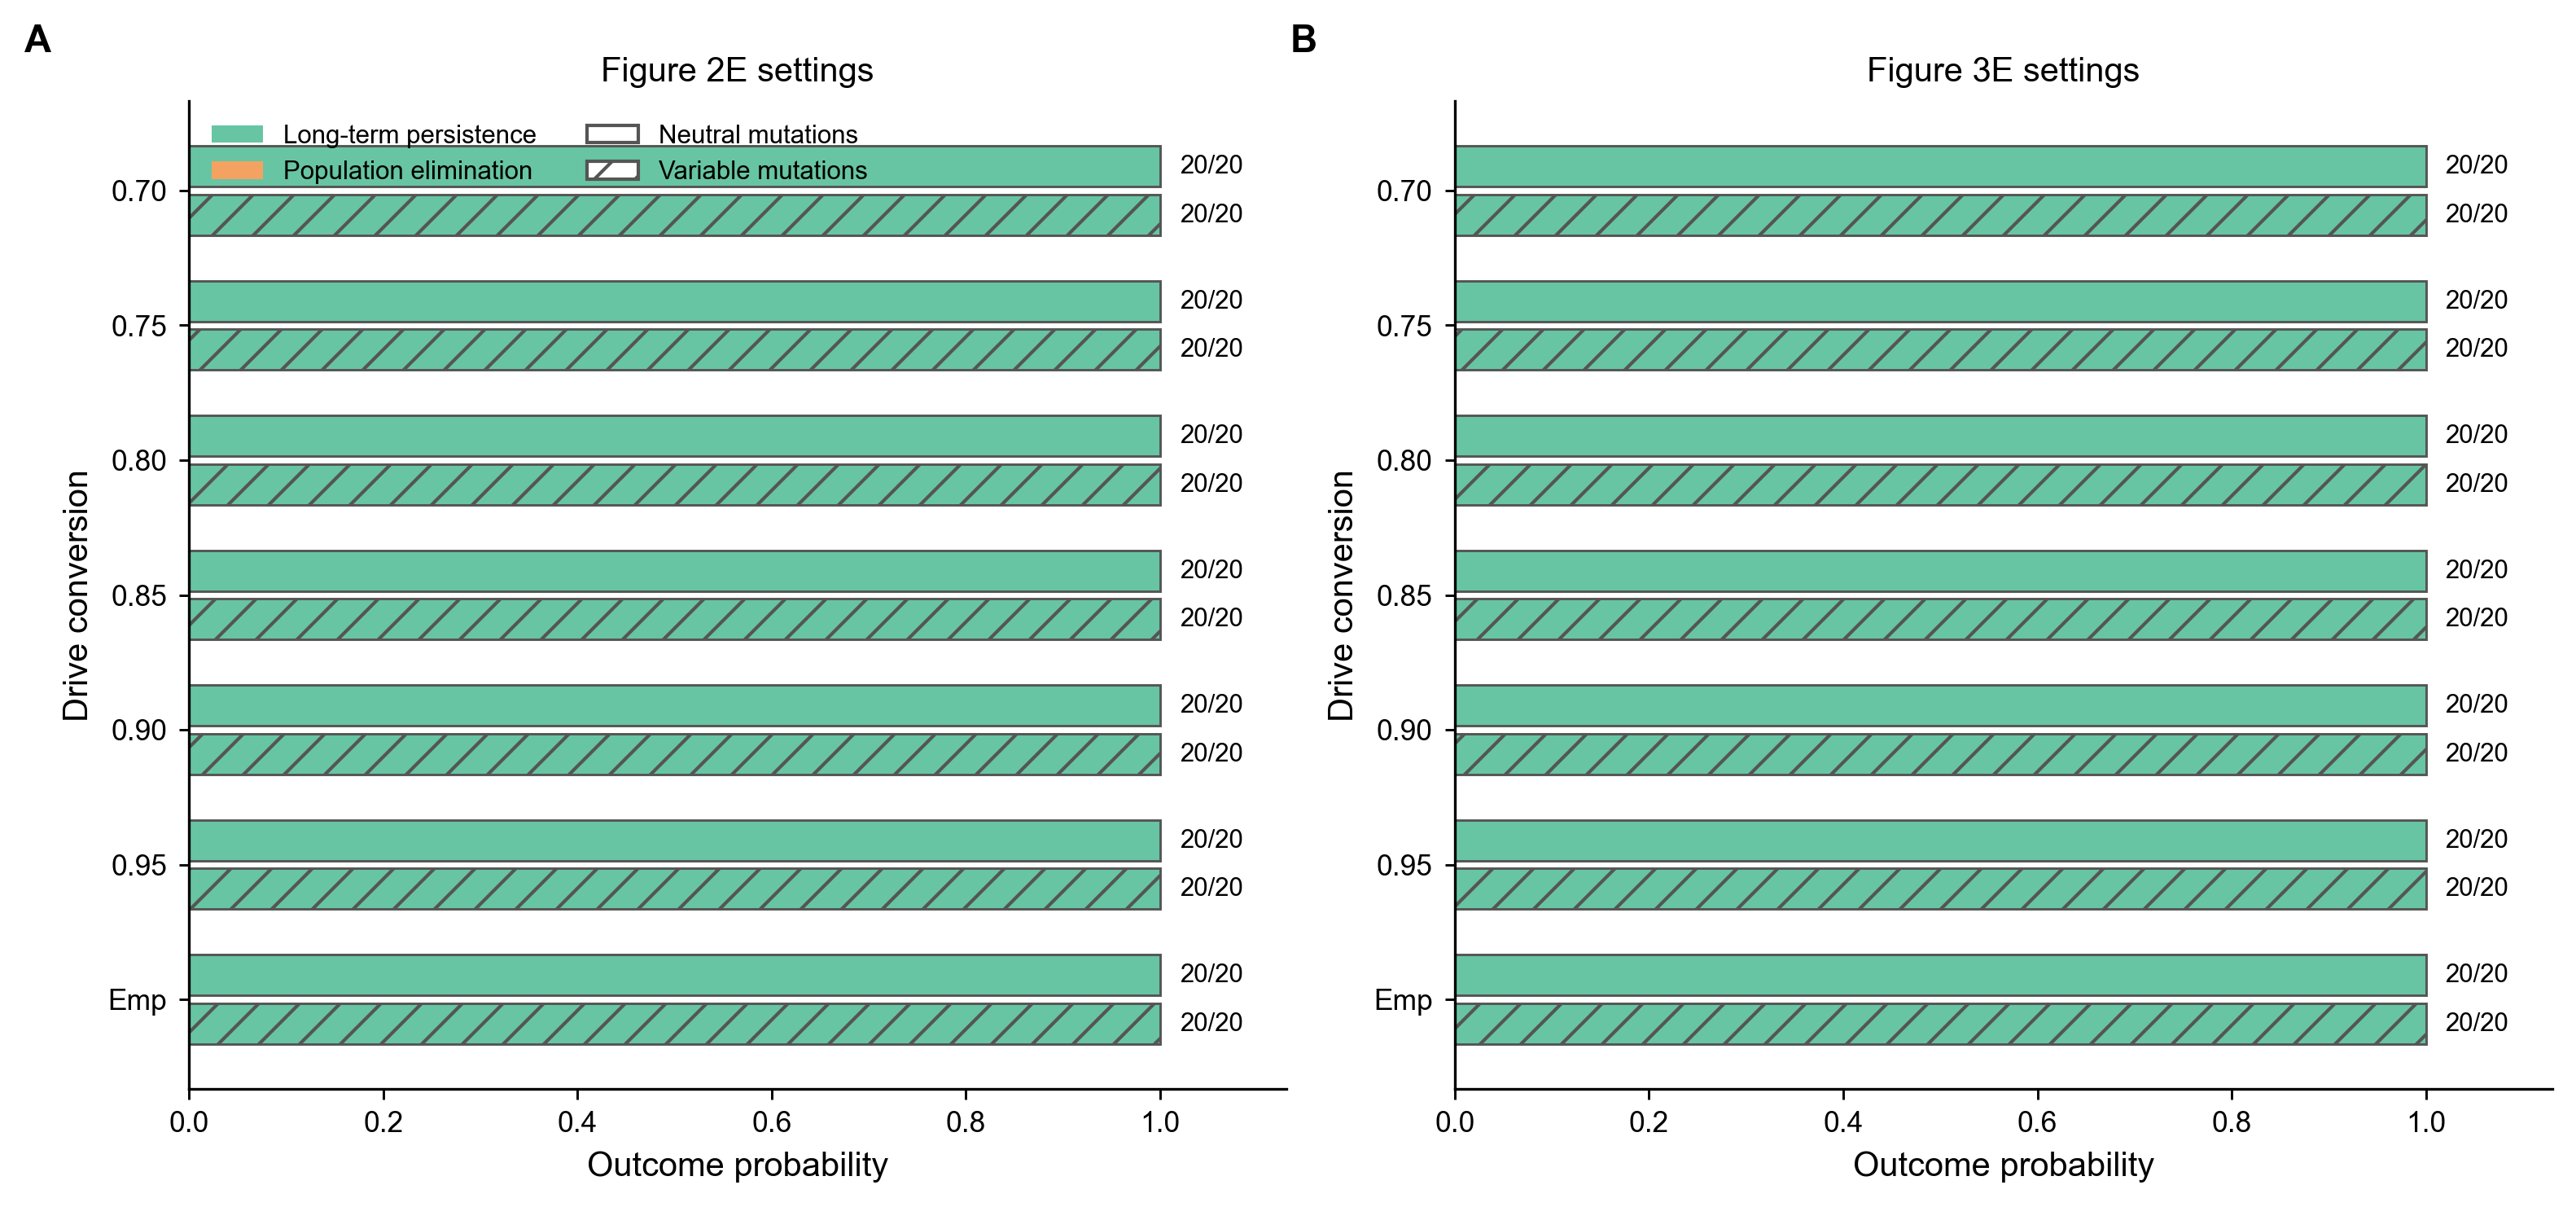 A
Figure 2E settings
Long-term persistence
Neutral mutations
Population elimination
Variable mutations
0.70
20/20
20/20
0.75
20/20
20/20
0.80
20/20
20/20
0.85
20/20
20/20
0.90
20/20
20/20
0.95
20/20
20/20
Emp
20/20
20/20
Drive conversion
0.0 0.2 0.4 0.6 0.8 1.0
Outcome probability
B
Figure 3E settings
0.70
20/20
20/20
0.75
20/20
20/20
0.80
20/20
20/20
0.85
20/20
20/20
0.90
20/20
20/20
0.95
20/20
20/20
Emp
20/20
20/20
Drive conversion
0.0 0.2 0.4 0.6 0.8 1.0
Outcome probability